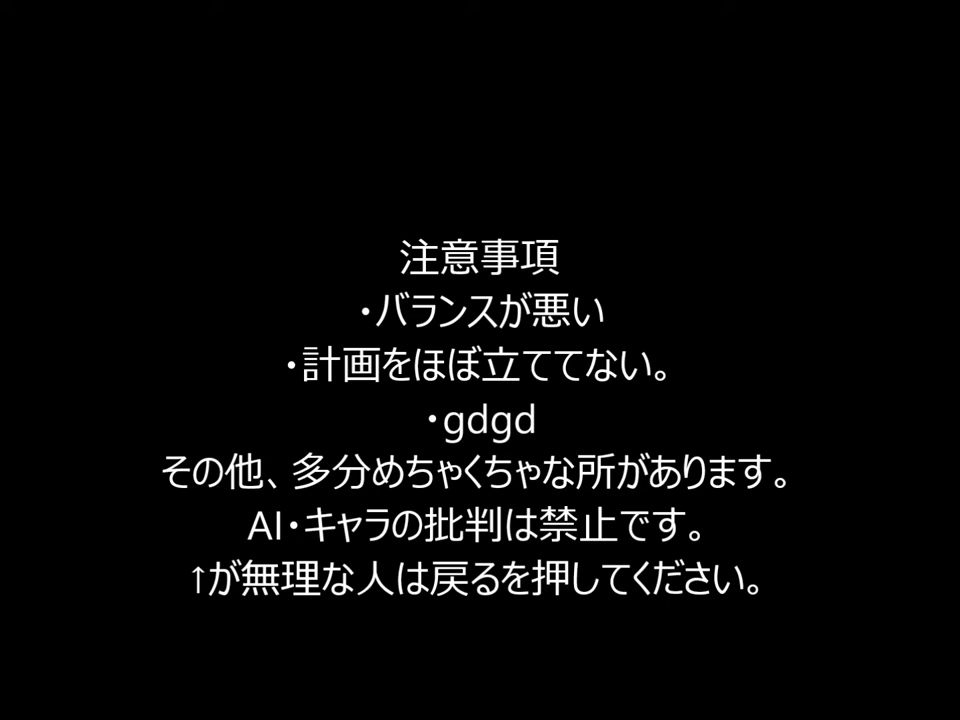 注意事項
・バランスが悪い
・計画をほぼ立ててない。
・gdgd
その他、多分めちゃくちゃな所があります。
AI・キャラの批判は禁止です。
↑が無理な人は戻るを押してください。